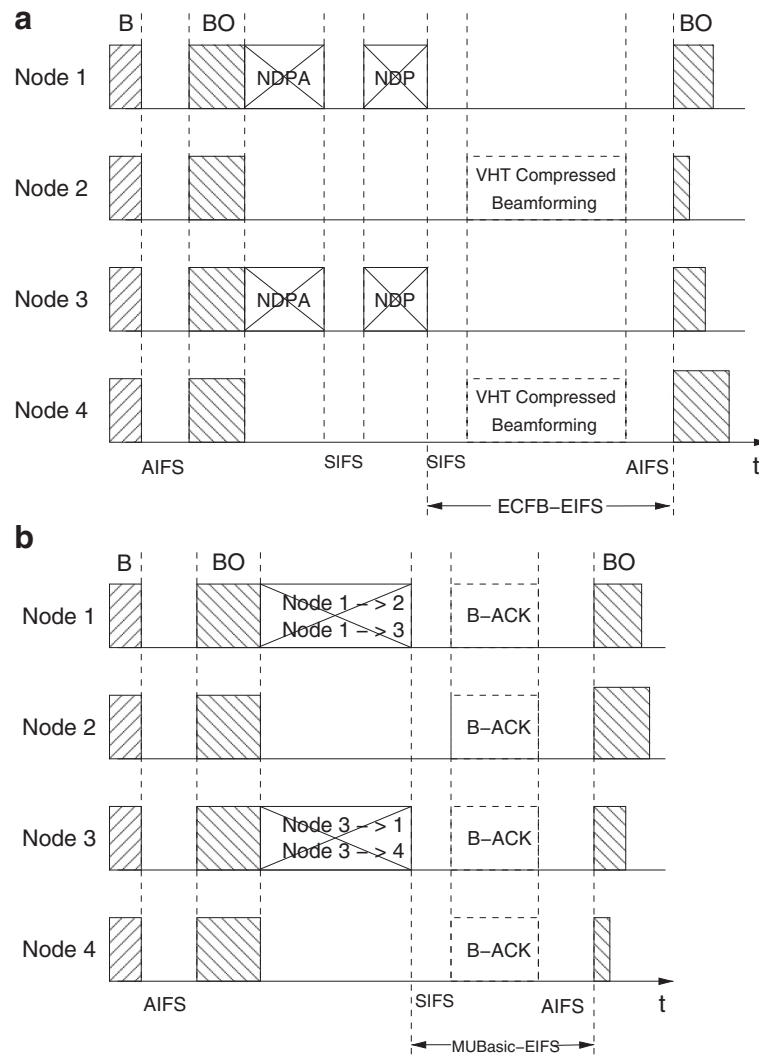 a
B BO BO
Node 1 NDPA NDP
Node 2 VHT Compressed
Beamforming
Node 3 NDPA NDP
Node 4 VHT Compressed
Beamforming
AIFS SIFS SIFS AIFS t
ECFB-EIFS
b
B BO BO
Node 1 Node 1 -> 2 B-ACK
Node 1 -> 3
Node 2 B-ACK
Node 3 Node 3 -> 1 B-ACK
Node 3 -> 4
Node 4 B-ACK
AIFS SIFS AIFS t
MUBasic-EIFS